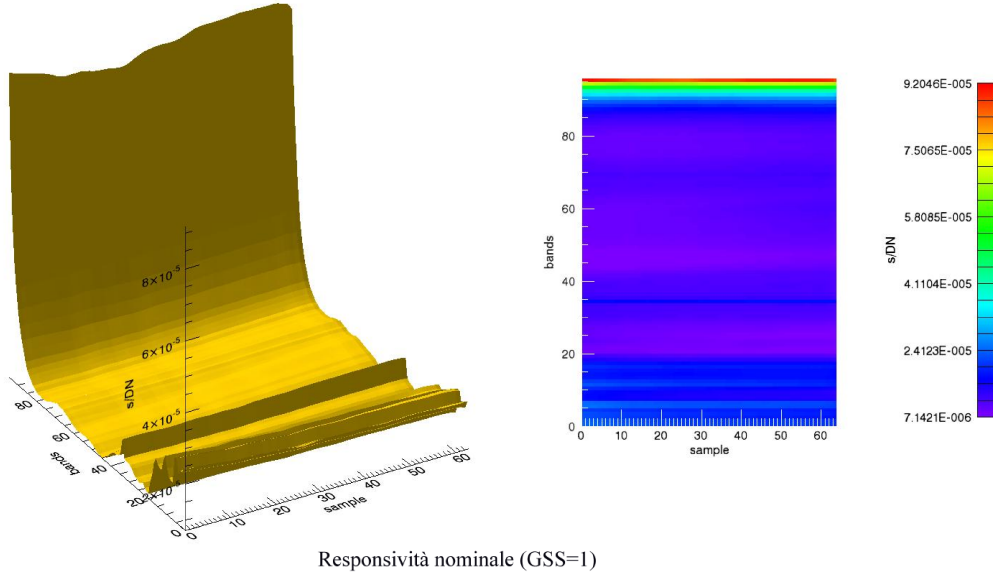 8×10-5
6×10-5
4×10-5
2×10-5
s/DN
80
60
40
20
0
bands
0
10
20
30
40
50
60
sample
80
60
40
20
0
bands
0 10 20 30 40 50 60
sample
9.2046E-005
7.5065E-005
5.8085E-005
4.1104E-005
2.4123E-005
7.1421E-006
s/DN
Responsività nominale (GSS=1)